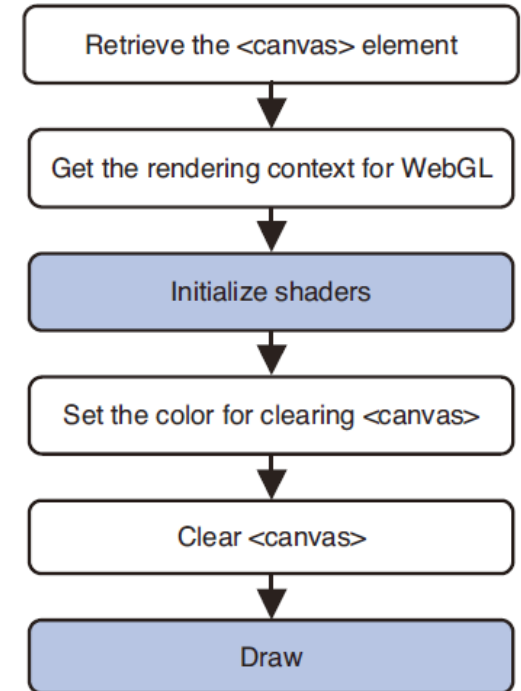 Retrieve the <canvas> element
Get the rendering context for WebGL
Initialize shaders
Set the color for clearing <canvas>
Clear <canvas>
Draw